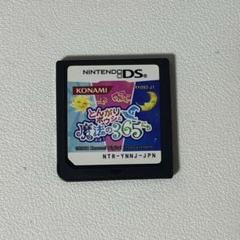 NINTENDO DS™
KONAMI
とんがりボウシと
魔法の365にち
NTR-YNNJ-JPN